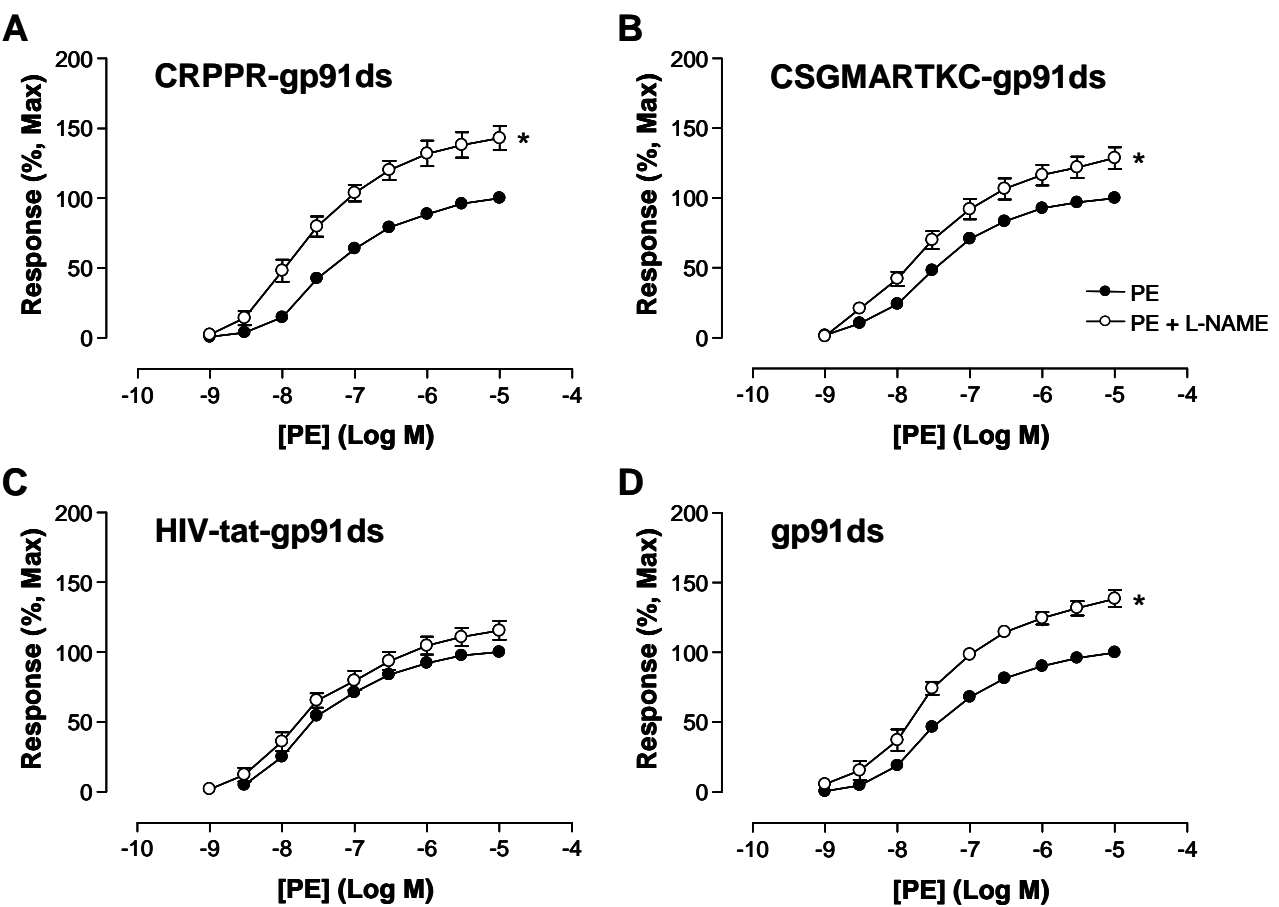 A
CRPPR-gp91ds
Response (%, Max)
200
150
100
50
0
-10 -9 -8 -7 -6 -5 -4
[PE] (Log M)
*
B
CSGMARTKC-gp91ds
Response (%, Max)
200
150
100
50
0
-10 -9 -8 -7 -6 -5 -4
[PE] (Log M)
*
PE
PE + L-NAME
C
HIV-tat-gp91ds
Response (%, Max)
200
150
100
50
0
-10 -9 -8 -7 -6 -5 -4
[PE] (Log M)
D
gp91ds
Response (%, Max)
200
150
100
50
0
-10 -9 -8 -7 -6 -5 -4
[PE] (Log M)
*